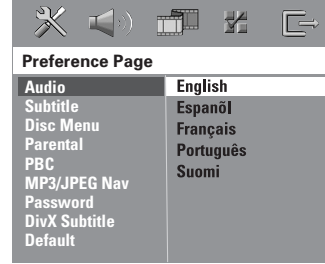 Preference Page
Audio
Subtitle
Disc Menu
Parental
PBC
MP3/JPEG Nav
Password
DivX Subtitle
Default
English
Espanõl
Français
Português
Suomi